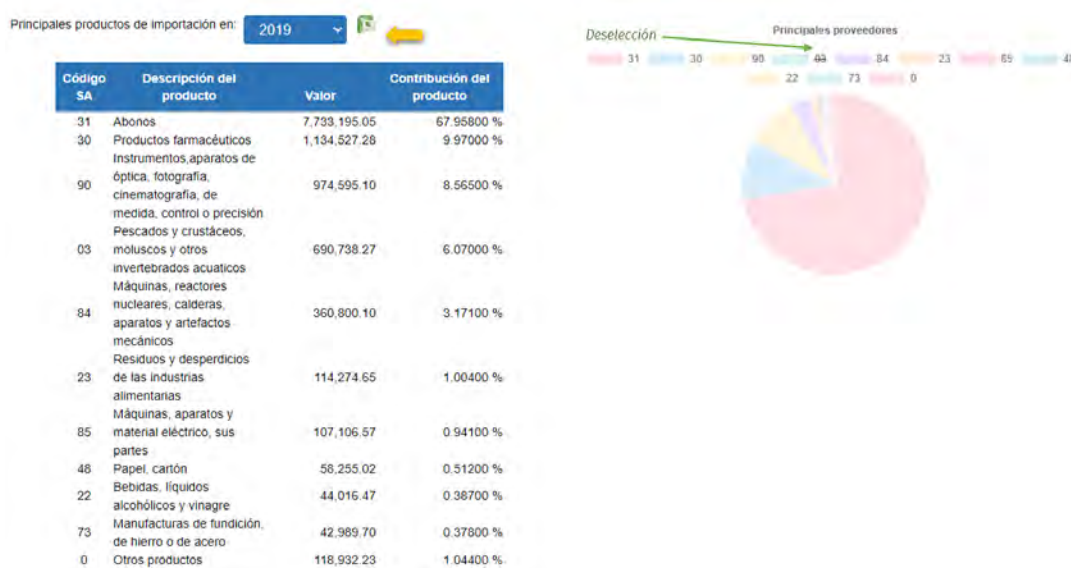 Principales productos de importación en: 2019
Código SA Descripción del producto Valor Contribución del producto
31 Abonos 7,733,195.05 67.95800 %
30 Productos farmacéuticos 1,134,527.28 9.97000 %
Instrumentos,aparatos de
óptica, fotografía,
90 cinematografía, de 974,595.10 8.56500 %
medida, control o precisión
Pescados y crustáceos,
03 moluscos y otros 690,738.27 6.07000 %
invertebrados acuaticos
Máquinas, reactores
nucleares, calderas,
84 aparatos y artefactos 360,800.10 3.17100 %
mecánicos
Residuos y desperdicios
23 de las industrias 114,274.65 1.00400 %
alimentarias
Máquinas, aparatos y
85 material eléctrico, sus 107,106.57 0.94100 %
partes
48 Papel, cartón 58,255.02 0.51200 %
Bebidas, líquidos
22 alcohólicos y vinagre 44,016.47 0.38700 %
Manufacturas de fundición,
73 de hierro o de acero 42,989.70 0.37800 %
0 Otros productos 118,932.23 1.04400 %
Deselección
Principales proveedores
31 30 90 03 84 23 85 48
22 73 0